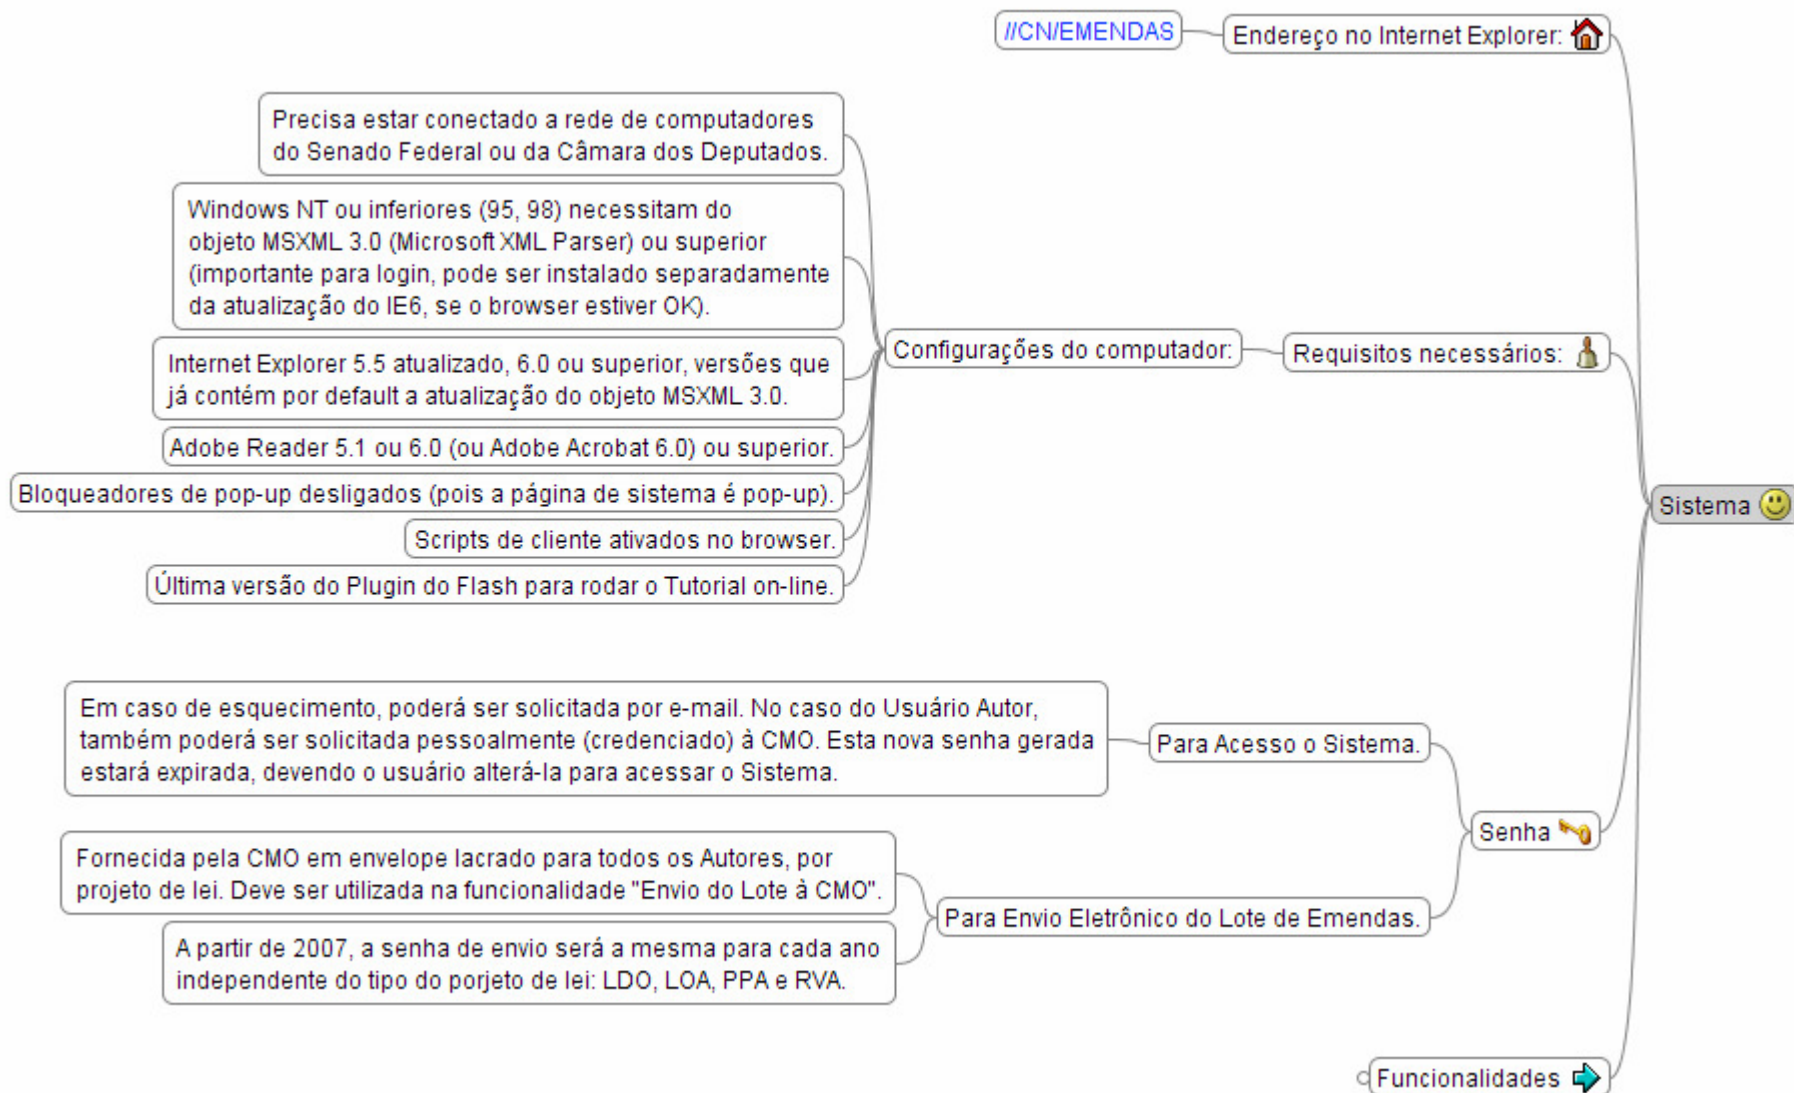 //CN/EMENDAS
Endereço no Internet Explorer:
Precisa estar conectado a rede de computadores
do Senado Federal ou da Câmara dos Deputados.
Windows NT ou inferiores (95, 98) necessitam do
objeto MSXML 3.0 (Microsoft XML Parser) ou superior
(importante para login, pode ser instalado separadamente
da atualização do IE6, se o browser estiver OK).
Internet Explorer 5.5 atualizado, 6.0 ou superior, versões que
já contém por default a atualização do objeto MSXML 3.0.
Adobe Reader 5.1 ou 6.0 (ou Adobe Acrobat 6.0) ou superior.
Bloqueadores de pop-up desligados (pois a página de sistema é pop-up).
Scripts de cliente ativados no browser.
Última versão do Plugin do Flash para rodar o Tutorial on-line.
Configurações do computador:
Requisitos necessários:
Sistema
Em caso de esquecimento, poderá ser solicitada por e-mail. No caso do Usuário Autor,
também poderá ser solicitada pessoalmente (credenciado) à CMO. Esta nova senha gerada
estará expirada, devendo o usuário alterá-la para acessar o Sistema.
Para Acesso o Sistema.
Senha
Fornecida pela CMO em envelope lacrado para todos os Autores, por
projeto de lei. Deve ser utilizada na funcionalidade "Envio do Lote à CMO".
A partir de 2007, a senha de envio será a mesma para cada ano
independente do tipo do porjeto de lei: LDO, LOA, PPA e RVA.
Para Envio Eletrônico do Lote de Emendas.
Funcionalidades